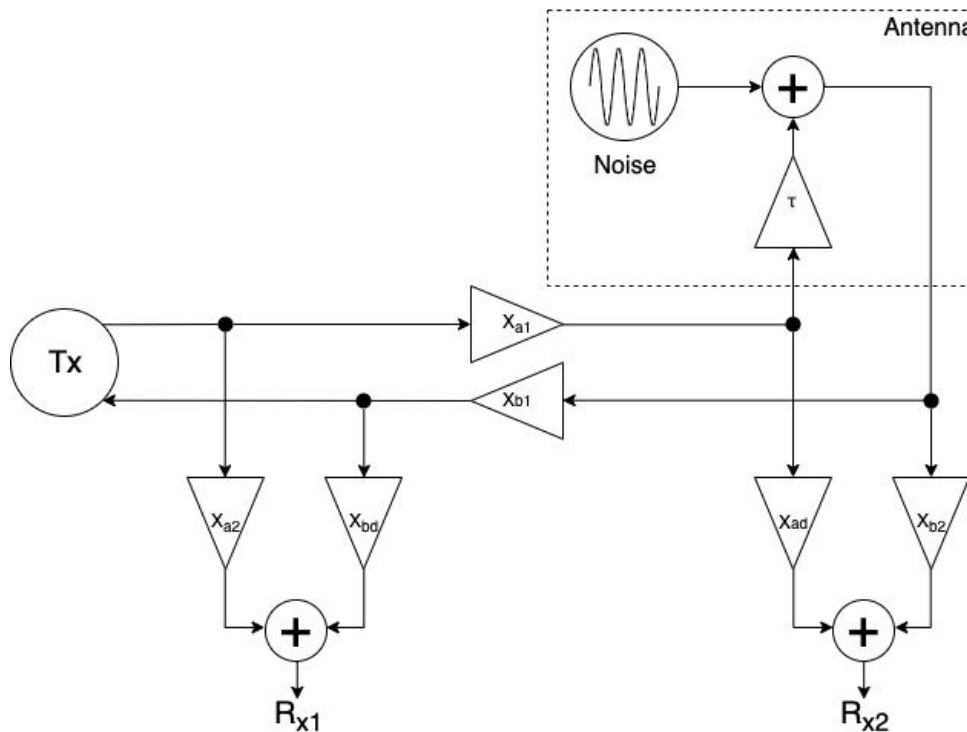 Antenna
+
Noise
τ
Tx
Xa1
Xb1
Xa2
Xbd
Xad
Xb2
+
+
Rx1
Rx2